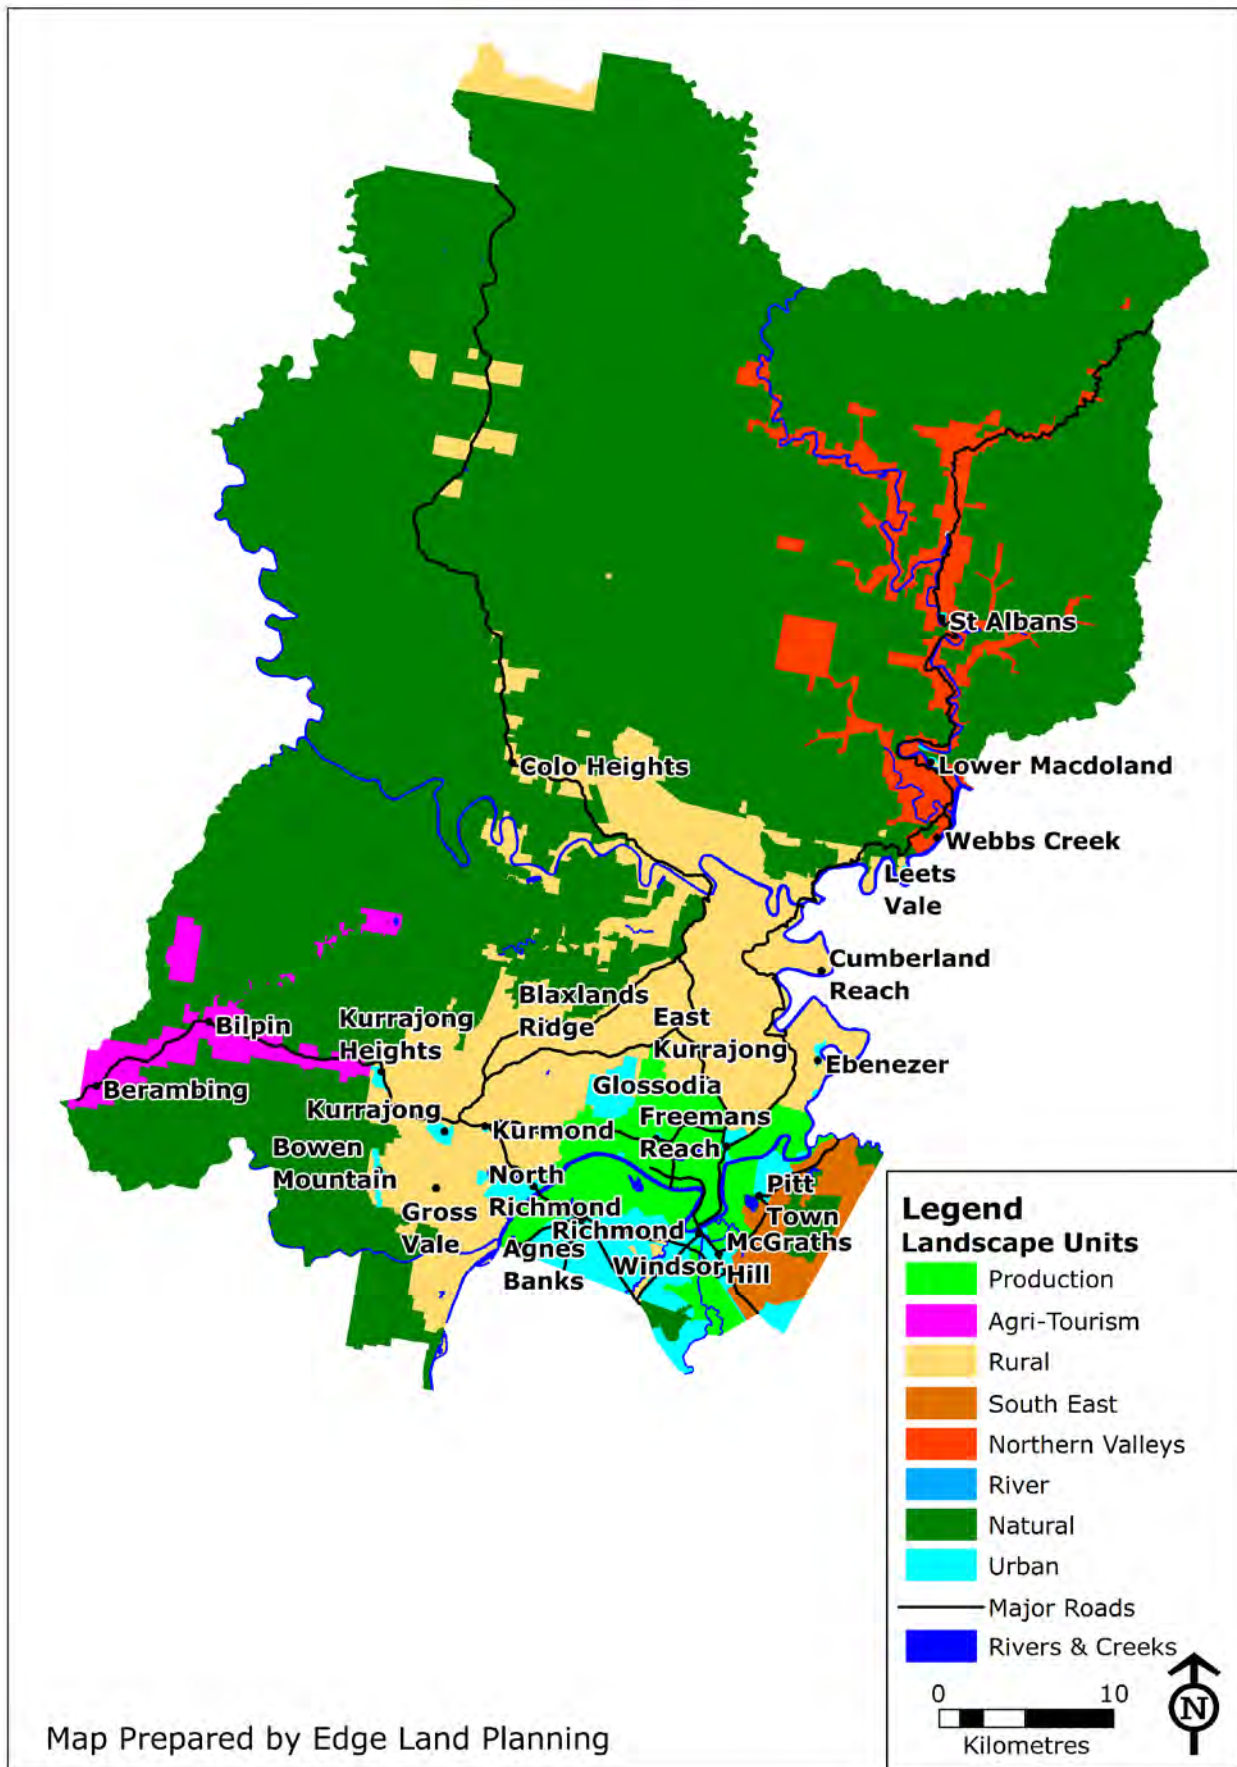 St Albans
Colo Heights
Lower Macdoland
Webbs Creek
Leets
Vale
Cumberland
Reach
Blaxlands
Ridge
East
Kurrajong
Kurrajong
Heights
Bilpin
Berambing
Ebenezer
Glossodia
Kurrajong
Kurmond
Freemans
Reach
Bowen
Mountain
North
Richmond
Pitt
Town
Gross
Vale
Richmond
Agnes
Banks
Windsor
McGraths
Hill
Legend
Landscape Units
Production
Agri-Tourism
Rural
South East
Northern Valleys
River
Natural
Urban
Major Roads
Rivers & Creeks
0 10
Kilometres
N
Map Prepared by Edge Land Planning